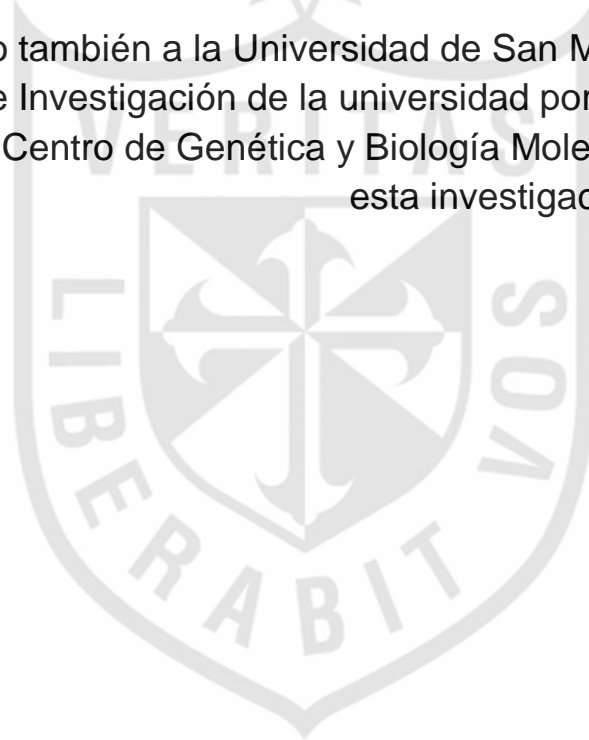 también a la Universidad de San
Investigación de la universidad por
Centro de Genética y Biología
esta
VERITAS
LIBERABIT
VOS